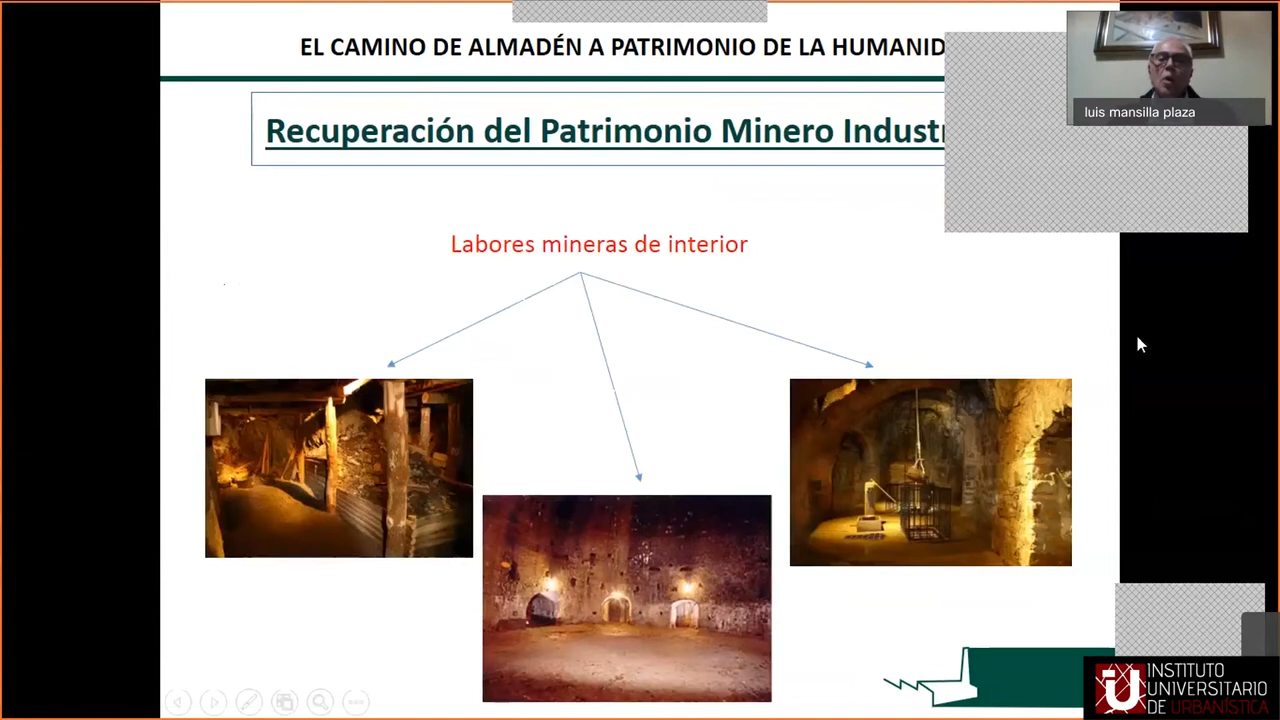 EL CAMINO DE ALMADÉN A PATRIMONIO DE LA HUMANID
luis mansilla plaza
Recuperación del Patrimonio Minero Industr
Labores mineras de interior
INSTITUTO
UNIVERSITARIO
DE URBANÍSTICA